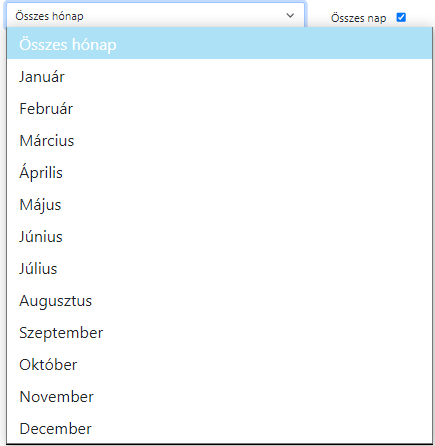 Összes hónap
Összes nap
Összes hónap
Január
Február
Március
Április
Május
Június
Július
Augusztus
Szeptember
Október
November
December